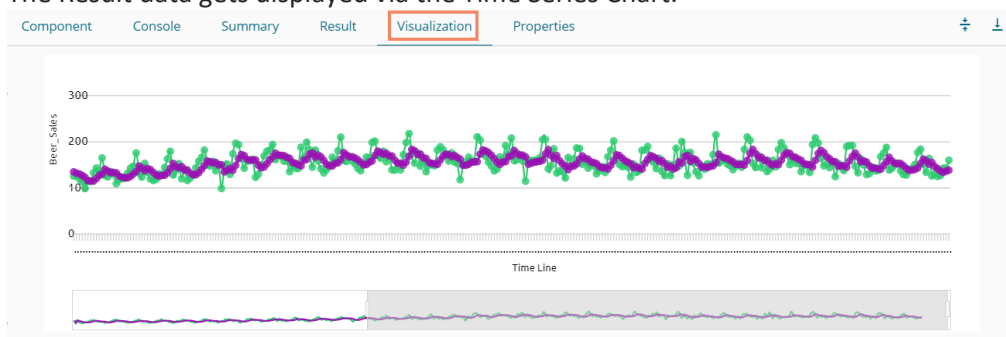 The Result data gets displayed via the Time Series Chart.
Component Console Summary Result Visualization Properties
300
Beer_Sales
200
100
0
Time Line